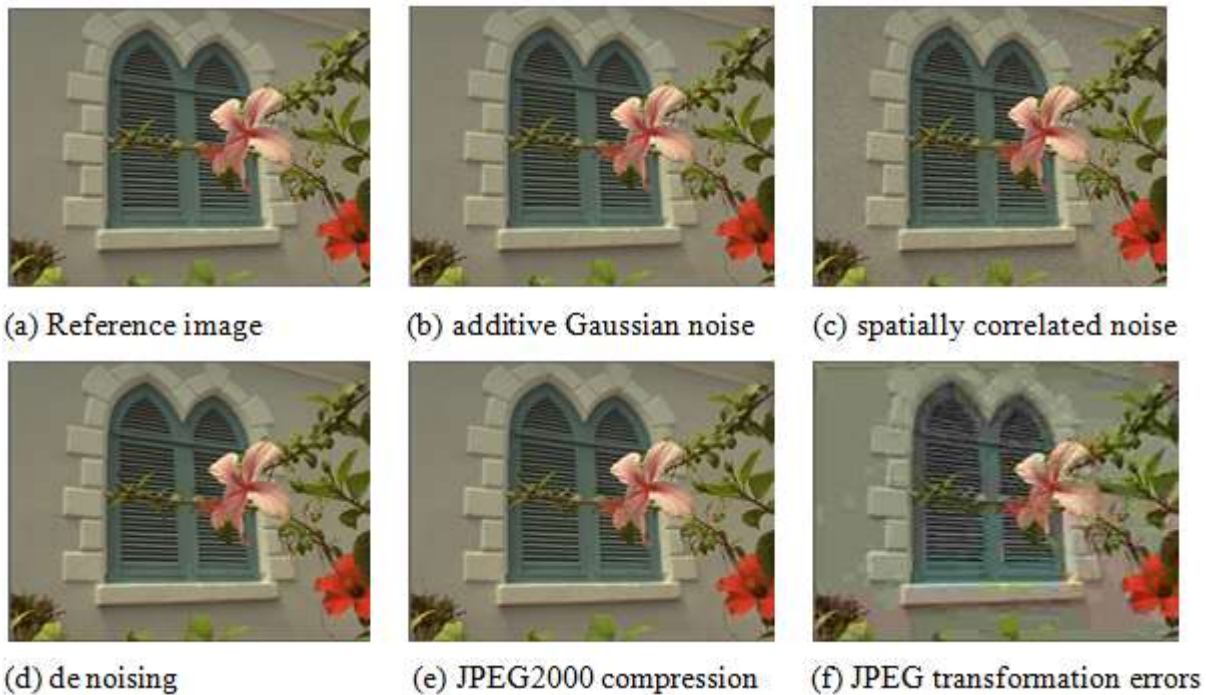 (a) Reference image
(b) additive Gaussian noise
(c) spatially correlated noise
(d) de noising
(e) JPEG2000 compression
(f) JPEG transformation errors